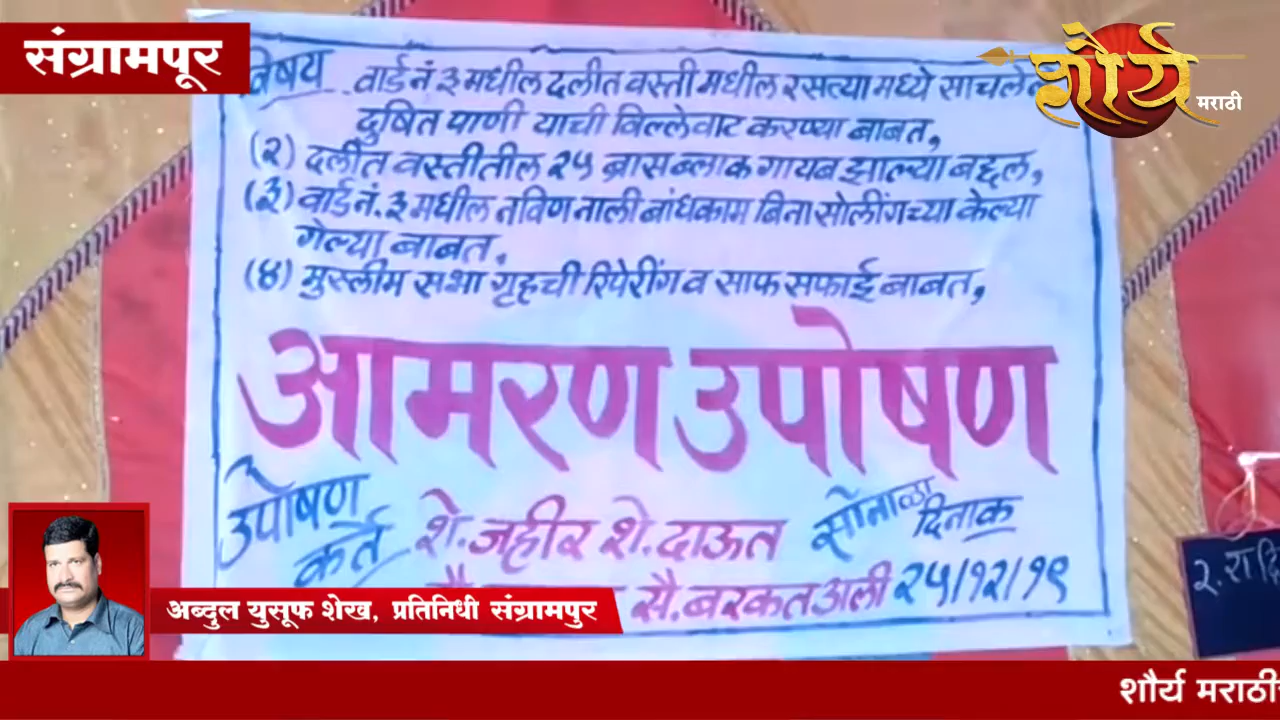 संग्रामपूर
शौर्य
मराठी
विषय वार्ड नं ३ मधील दलीत वस्ती मधील रसत्या मध्ये साचले
दुषित पाणी याची विल्लेवाट करण्या बाबत,
(२) दलीत वस्तीतील २५ ब्रास ब्लाक गायब झाल्या बद्दल,
(३) वार्ड नं. ३ मधील नविण नाली बांधकाम बिना सोलींगच्या केल्या
गेल्या बाबत,
(४) मुस्लीम सभा गृहची रिपेरींग व साफ सफाई बाबत,
आमरण उपोषण
उपोषण
कर्ते शे. जहीर शे. दाऊत
सोनाळा
दिनाक
सै. बरकत अली २५/१२/१९
अब्दुल युसूफ शेख, प्रतिनिधी संग्रामपुर
शौर्य मराठी